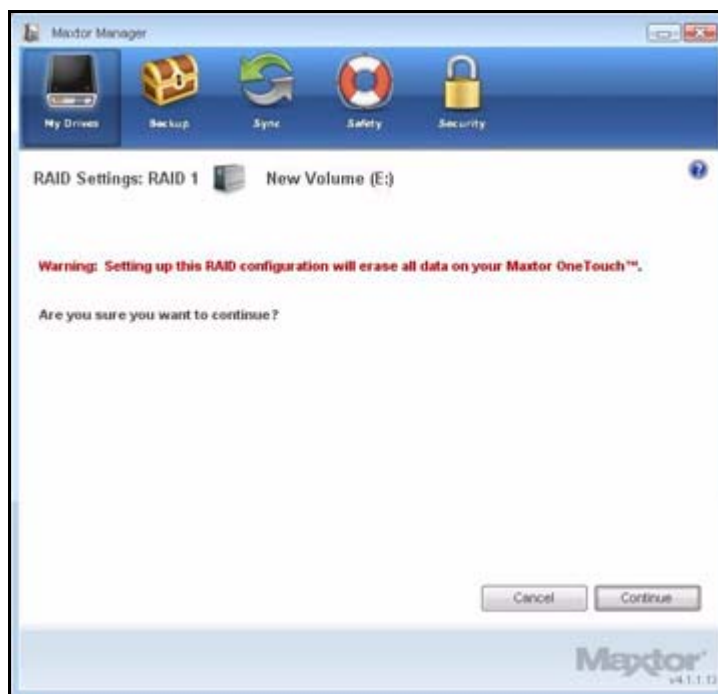 Maxtor Manager
My Drives Backup Sync Safety Security
RAID Settings: RAID 1 New Volume (E:)
Warning: Setting up this RAID configuration will erase all data on your Maxtor OneTouch™.
Are you sure you want to continue?
Cancel Continue
Maxtor